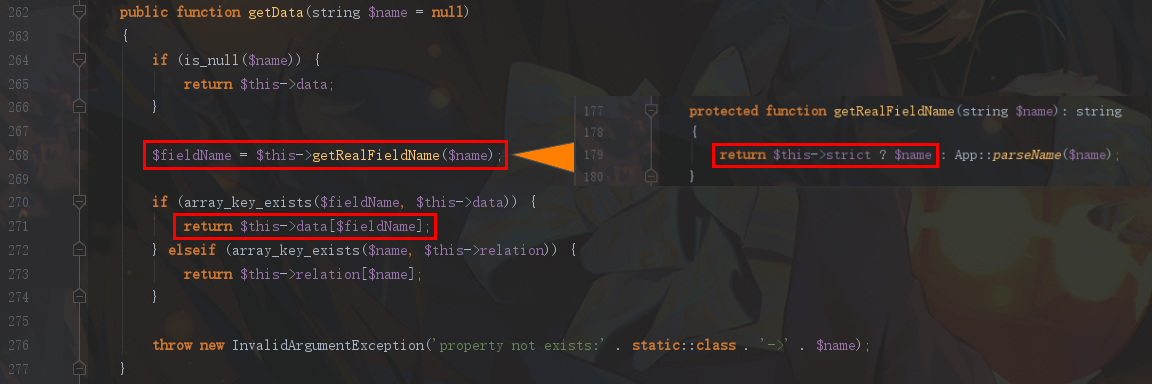 262 public function getData(string $name = null)
263 {
264 if (is_null($name)) {
265 return $this->data;
266 }
267
268 $fieldName = $this->getRealFieldName($name);
269
270 if (array_key_exists($fieldName, $this->data)) {
271 return $this->data[$fieldName];
272 } elseif (array_key_exists($name, $this->relation)) {
273 return $this->relation[$name];
274 }
275
276 throw new InvalidArgumentException('property not exists:' . static::class . '->' . $name);
277 }
177 protected function getRealFieldName(string $name): string
178 {
179 return $this->strict ? $name : App::parseName($name);
180 }